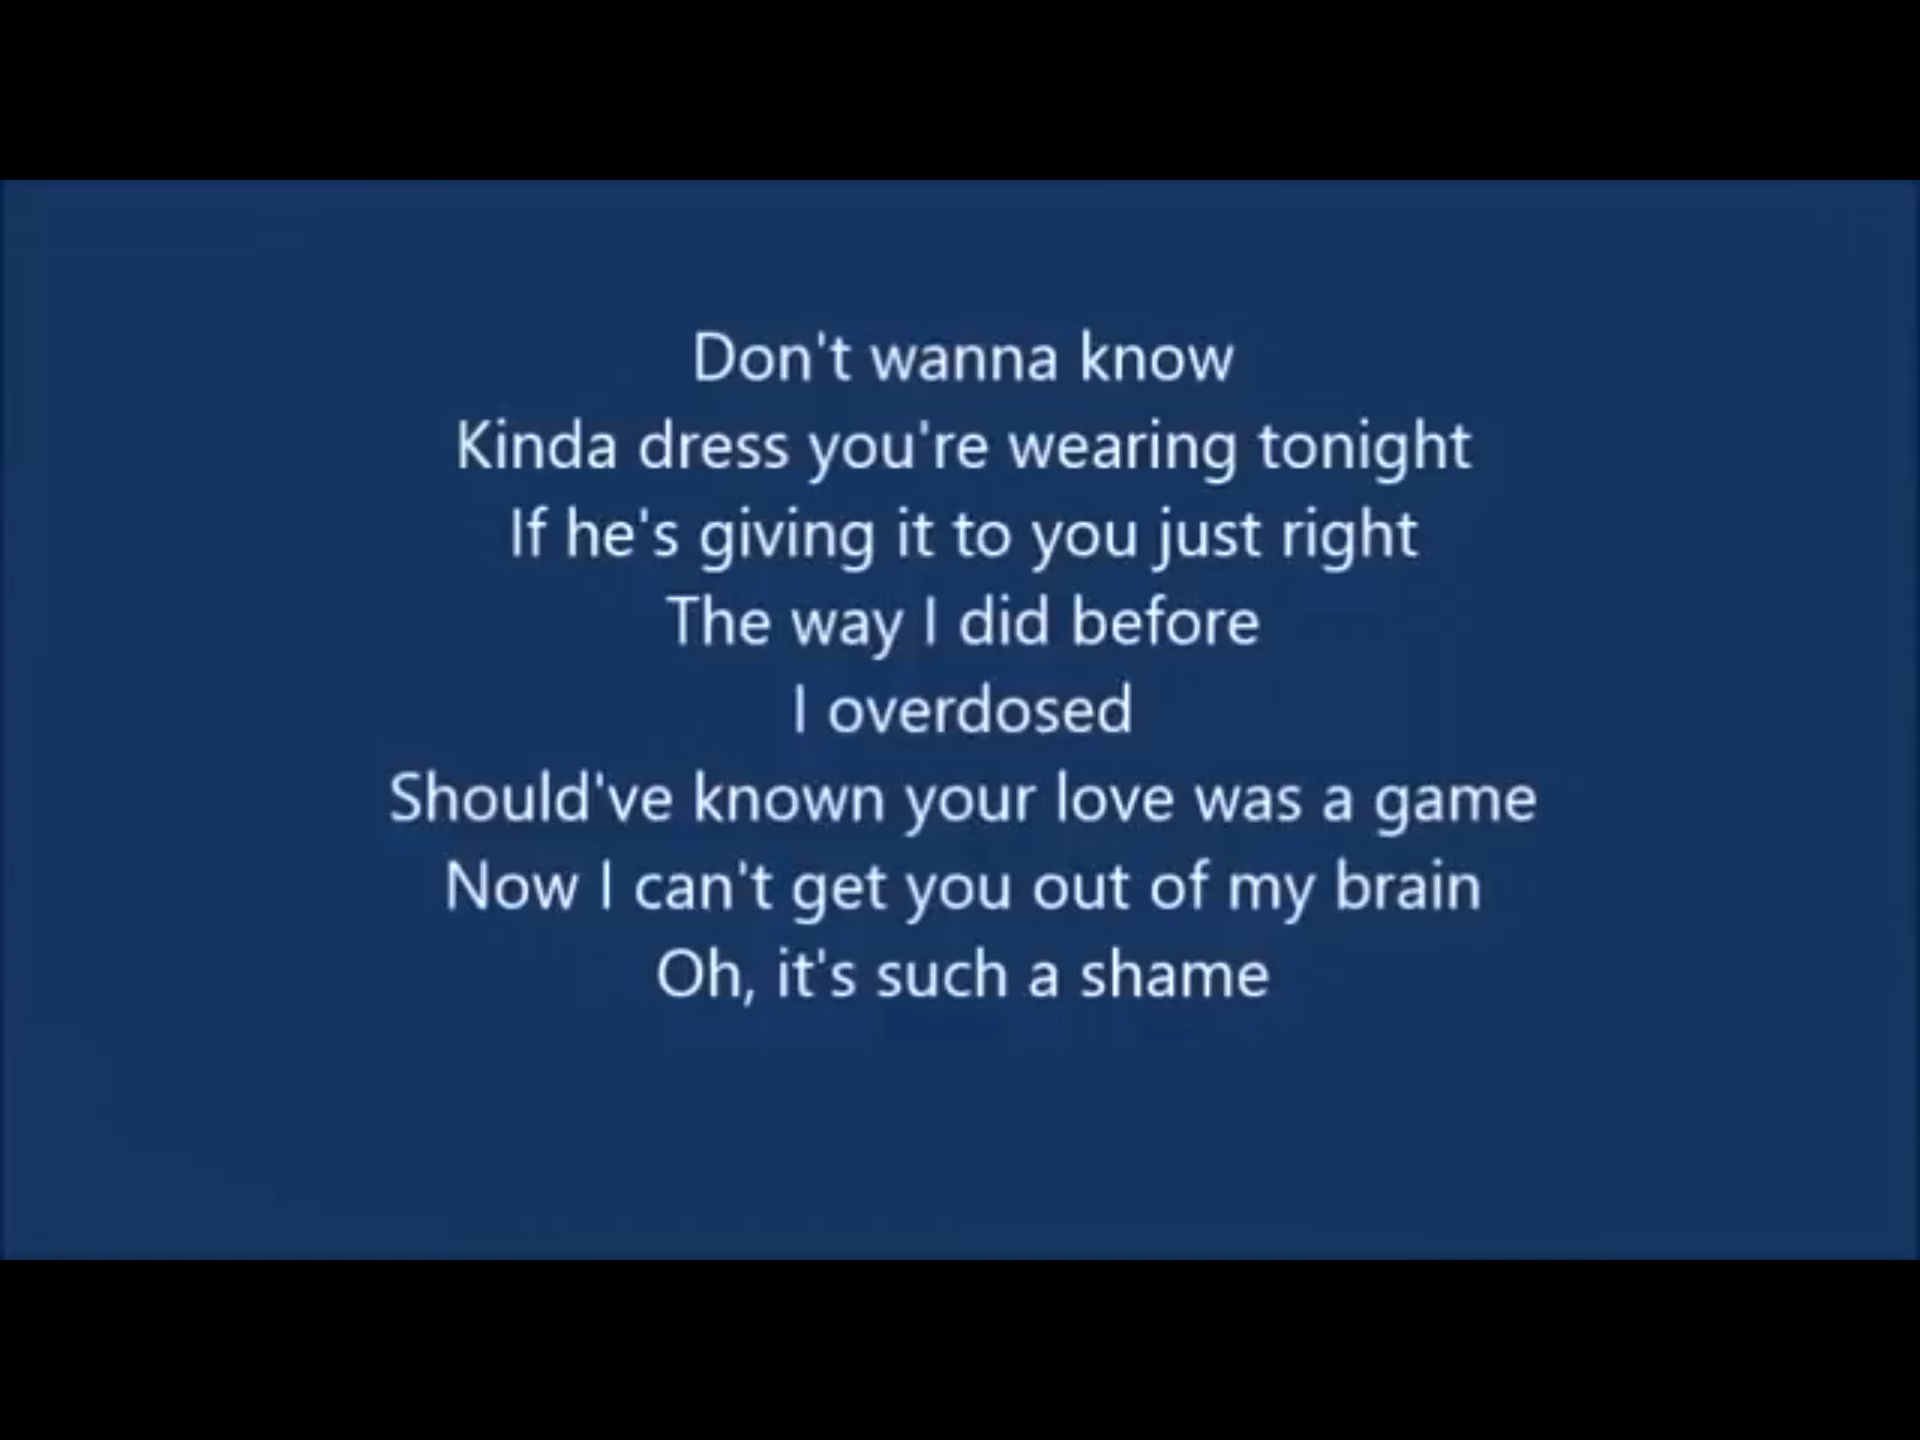 Don't wanna know
Kinda dress you're wearing tonight
If he's giving it to you just right
The way I did before
I overdosed
Should've known your love was a game
Now I can't get you out of my brain
Oh, it's such a shame